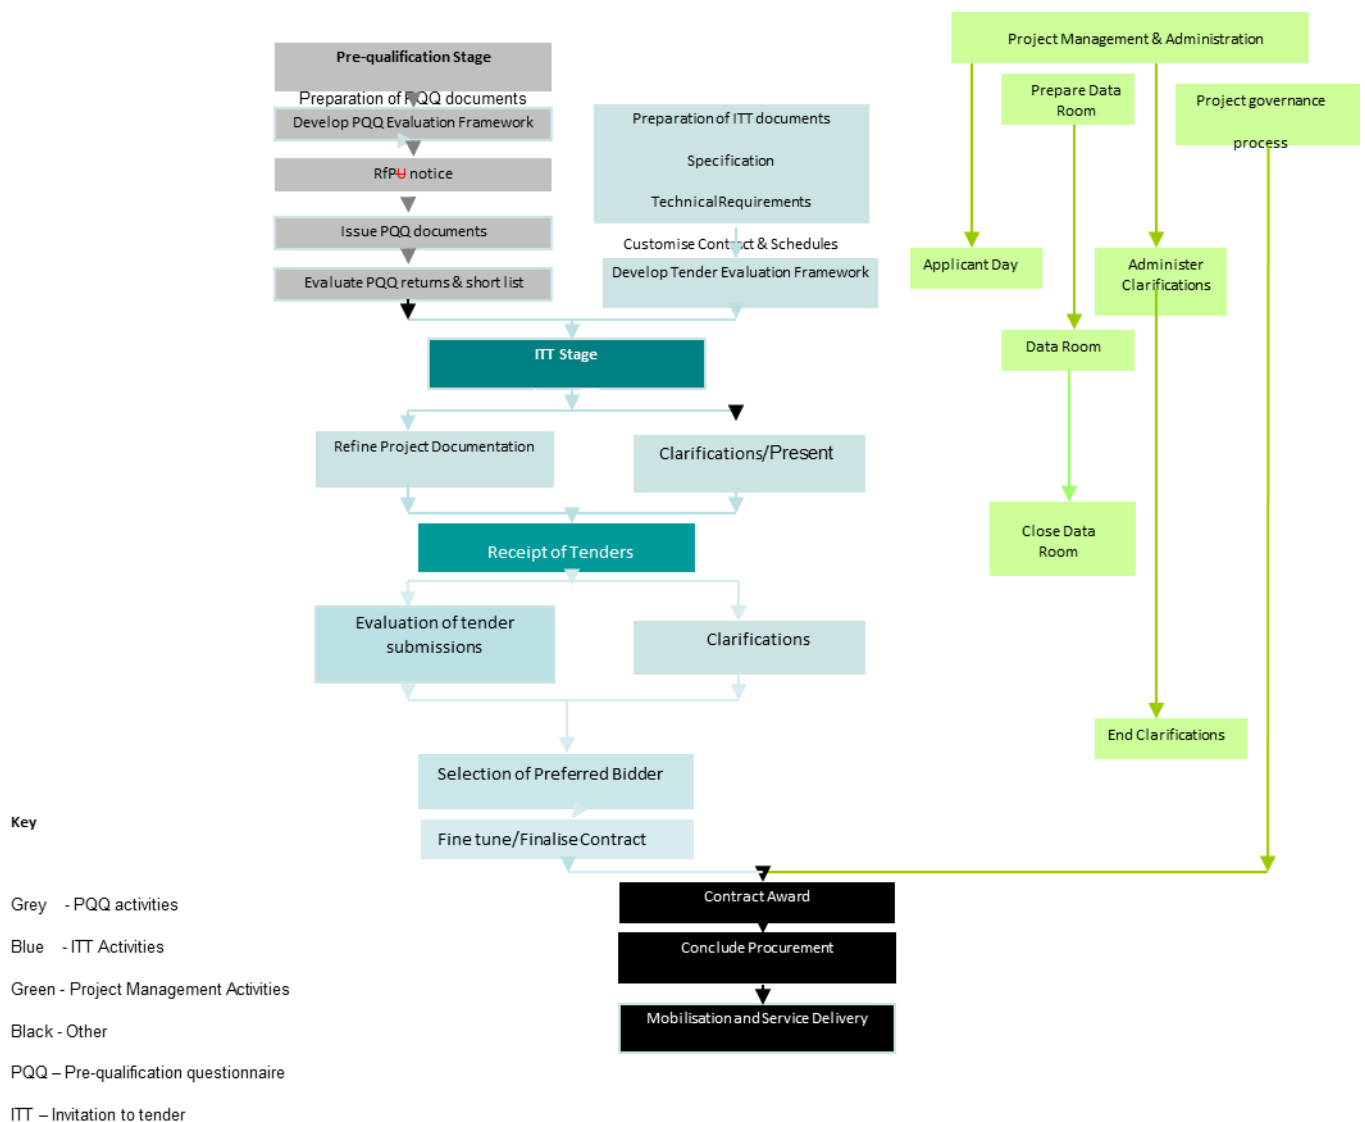 Pre-qualification Stage
Preparation of PQQ documents
Develop PQQ Evaluation Framework
RfPU notice
Issue PQQ documents
Evaluate PQQ returns & short list
Preparation of ITT documents
Specification
Technical Requirements
Customise Contract & Schedules
Develop Tender Evaluation Framework
Project Management & Administration
Prepare Data
Room
Project governance
process
Applicant Day
Administer
Clarifications
Data Room
Close Data
Room
End Clarifications
ITT Stage
Refine Project Documentation
Clarifications/Present
Receipt of Tenders
Evaluation of tender
submissions
Clarifications
Selection of Preferred Bidder
Fine tune/Finalise Contract
Contract Award
Conclude Procurement
Mobilisation and Service Delivery
Key
Grey - PQQ activities
Blue - ITT Activities
Green - Project Management Activities
Black - Other
PQQ – Pre-qualification questionnaire
ITT – Invitation to tender